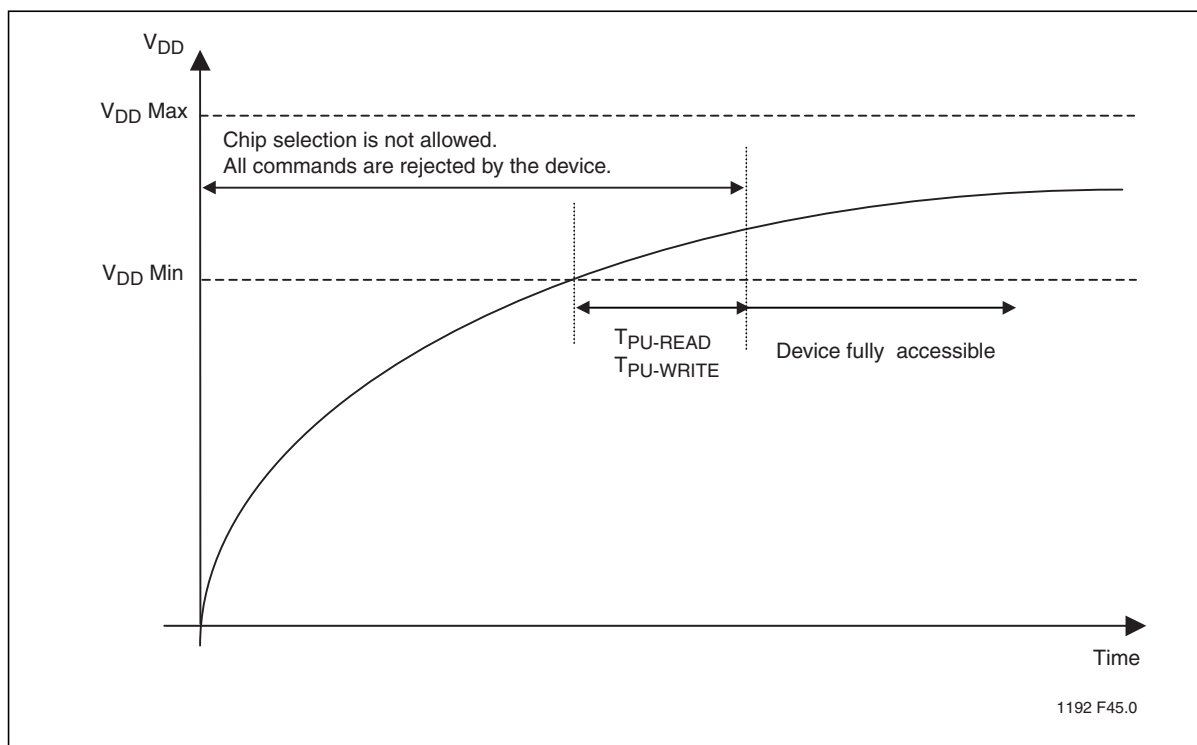 VDD
VDD Max
Chip selection is not allowed.
All commands are rejected by the device.
VDD Min
TPU-READ
TPU-WRITE
Device fully accessible
Time
1192 F45.0